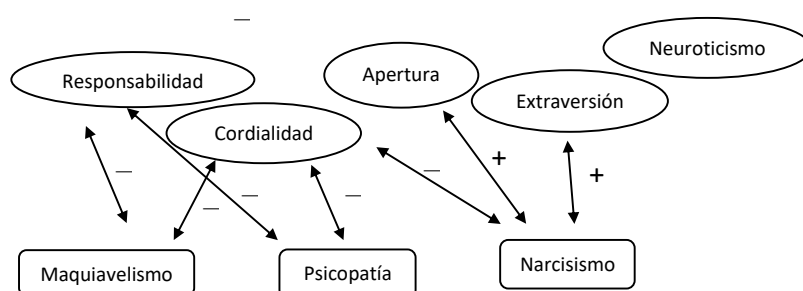 —
Neuroticismo
Responsabilidad
Apertura
Extraversión
Cordialidad
— — — + — — — +
Maquiavelismo
Psicopatía
Narcisismo